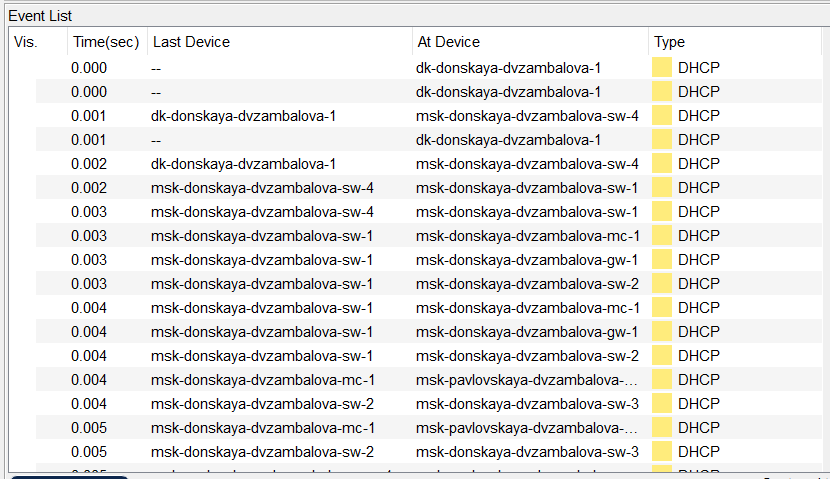 Event List
Vis. Time(sec) Last Device At Device Type
0.000 -- dk-donskaya-dvzambalova-1 DHCP
0.000 -- dk-donskaya-dvzambalova-1 DHCP
0.001 dk-donskaya-dvzambalova-1 msk-donskaya-dvzambalova-sw-4 DHCP
0.001 -- dk-donskaya-dvzambalova-1 DHCP
0.002 dk-donskaya-dvzambalova-1 msk-donskaya-dvzambalova-sw-4 DHCP
0.002 msk-donskaya-dvzambalova-sw-4 msk-donskaya-dvzambalova-sw-1 DHCP
0.003 msk-donskaya-dvzambalova-sw-4 msk-donskaya-dvzambalova-sw-1 DHCP
0.003 msk-donskaya-dvzambalova-sw-1 msk-donskaya-dvzambalova-mc-1 DHCP
0.003 msk-donskaya-dvzambalova-sw-1 msk-donskaya-dvzambalova-gw-1 DHCP
0.003 msk-donskaya-dvzambalova-sw-1 msk-donskaya-dvzambalova-sw-2 DHCP
0.004 msk-donskaya-dvzambalova-sw-1 msk-donskaya-dvzambalova-mc-1 DHCP
0.004 msk-donskaya-dvzambalova-sw-1 msk-donskaya-dvzambalova-gw-1 DHCP
0.004 msk-donskaya-dvzambalova-sw-1 msk-donskaya-dvzambalova-sw-2 DHCP
0.004 msk-donskaya-dvzambalova-mc-1 msk-pavlovskaya-dvzambalova-... DHCP
0.004 msk-donskaya-dvzambalova-sw-2 msk-donskaya-dvzambalova-sw-3 DHCP
0.005 msk-donskaya-dvzambalova-mc-1 msk-pavlovskaya-dvzambalova-... DHCP
0.005 msk-donskaya-dvzambalova-sw-2 msk-donskaya-dvzambalova-sw-3 DHCP